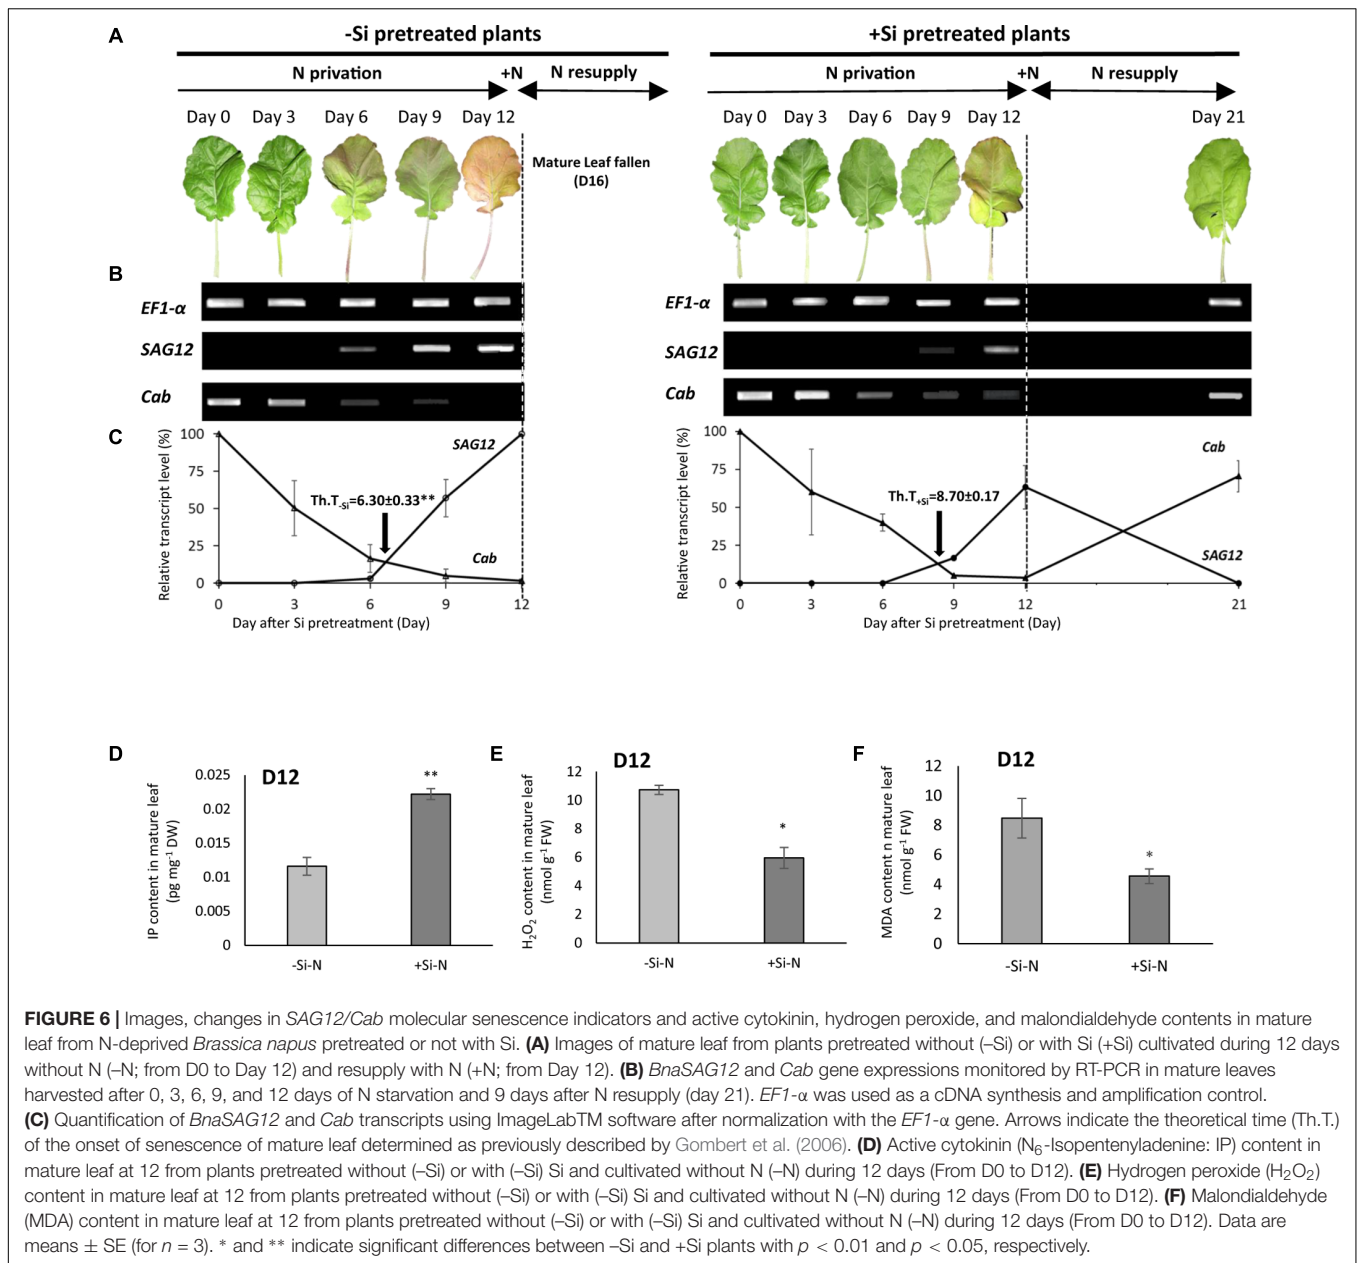 A
-Si pretreated plants
+Si pretreated plants
N privation
+N
N resupply
N privation
+N
N resupply
Day 0
Day 3
Day 6
Day 9
Day 12
Day 0
Day 3
Day 6
Day 9
Day 12
Day 21
Mature Leaf fallen
(D16)
B
EF1-α
SAG12
Cab
EF1-α
SAG12
Cab
C
Relative transcript level (%)
100
75
50
25
0
SAG12
Th.T-Si=6.30±0.33**
Cab
0
3
6
9
12
Day after Si pretreatment (Day)
Relative transcript level (%)
100
75
50
25
0
Cab
Th.T+Si=8.70±0.17
SAG12
0
3
6
9
12
21
Day after Si pretreatment (Day)
D
D12
IP content in mature leaf
(pg mg-1 DW)
0.025
0.02
0.015
0.01
0.005
0
**
-Si-N
+Si-N
E
D12
H2O2 content in mature leaf
(nmol g-1 FW)
12
10
8
6
4
2
0
*
-Si-N
+Si-N
F
D12
MDA content n mature leaf
(nmol g-1 FW)
12
10
8
6
4
2
0
*
-Si-N
+Si-N
FIGURE 6 | Images, changes in SAG12/Cab molecular senescence indicators and active cytokinin, hydrogen peroxide, and malondialdehyde contents in mature
leaf from N-deprived Brassica napus pretreated or not with Si. (A) Images of mature leaf from plants pretreated without (–Si) or with Si (+Si) cultivated during 12 days
without N (–N; from D0 to Day 12) and resupply with N (+N; from Day 12). (B) BnaSAG12 and Cab gene expressions monitored by RT-PCR in mature leaves
harvested after 0, 3, 6, 9, and 12 days of N starvation and 9 days after N resupply (day 21). EF1-α was used as a cDNA synthesis and amplification control.
(C) Quantification of BnaSAG12 and Cab transcripts using ImageLabTM software after normalization with the EF1-α gene. Arrows indicate the theoretical time (Th.T.)
of the onset of senescence of mature leaf determined as previously described by Gombert et al. (2006). (D) Active cytokinin (N6-Isopentenyladenine: IP) content in
mature leaf at 12 from plants pretreated without (–Si) or with (–Si) Si and cultivated without N (–N) during 12 days (From D0 to D12). (E) Hydrogen peroxide (H2O2)
content in mature leaf at 12 from plants pretreated without (–Si) or with (–Si) Si and cultivated without N (–N) during 12 days (From D0 to D12). (F) Malondialdehyde
(MDA) content in mature leaf at 12 from plants pretreated without (–Si) or with (–Si) Si and cultivated without N (–N) during 12 days (From D0 to D12). Data are
means ± SE (for n = 3). * and ** indicate significant differences between –Si and +Si plants with p < 0.01 and p < 0.05, respectively.